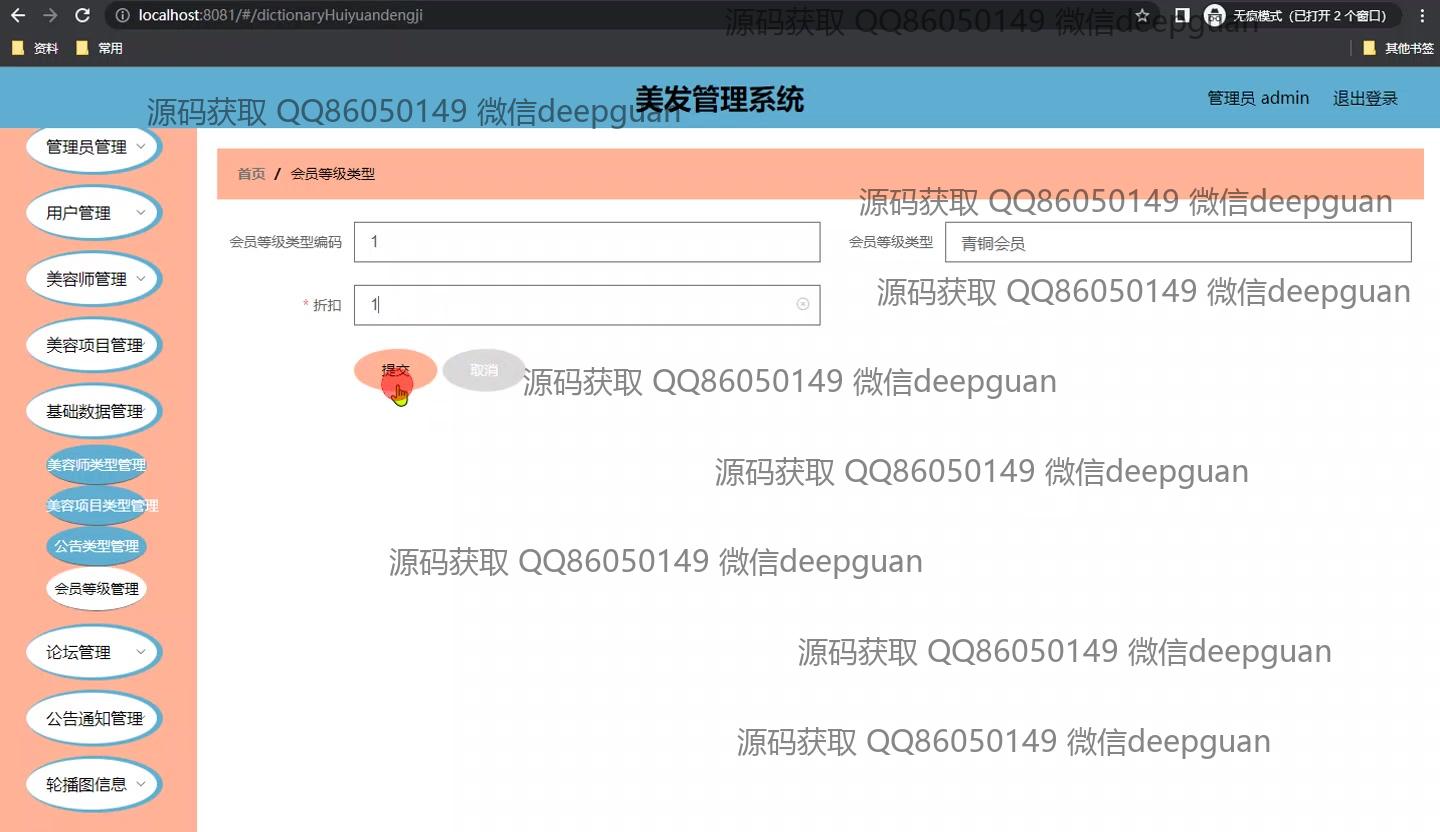 localhost:8081/#/dictionaryHuiyuandengji
无痕模式（已打开 2 个窗口）
资料
常用
其他书签
源码获取 QQ86050149 微信deepguan
源码获取 QQ86050149 微信deepguan
美发管理系统
管理员 admin
退出登录
管理员管理
用户管理
美容师管理
美容项目管理
基础数据管理
美容师类型管理
美容项目类型管理
公告类型管理
会员等级管理
论坛管理
公告通知管理
轮播图信息
首页 / 会员等级类型
源码获取 QQ86050149 微信deepguan
会员等级类型编码
1
会员等级类型
青铜会员
源码获取 QQ86050149 微信deepguan
* 折扣
1
提交
取消
源码获取 QQ86050149 微信deepguan
源码获取 QQ86050149 微信deepguan
源码获取 QQ86050149 微信deepguan
源码获取 QQ86050149 微信deepguan
源码获取 QQ86050149 微信deepguan